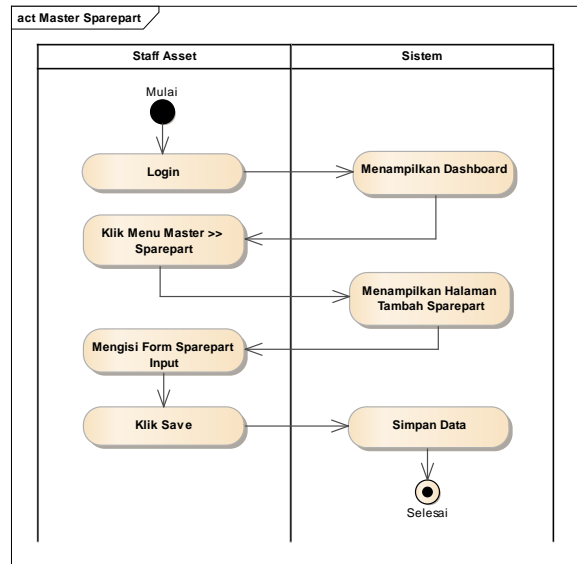 act Master Sparepart
Staff Asset
Sistem
Mulai
Login
Menampilkan Dashboard
Klik Menu Master >>
Sparepart
Menampilkan Halaman
Tambah Sparepart
Mengisi Form Sparepart
Input
Klik Save
Simpan Data
Selesai